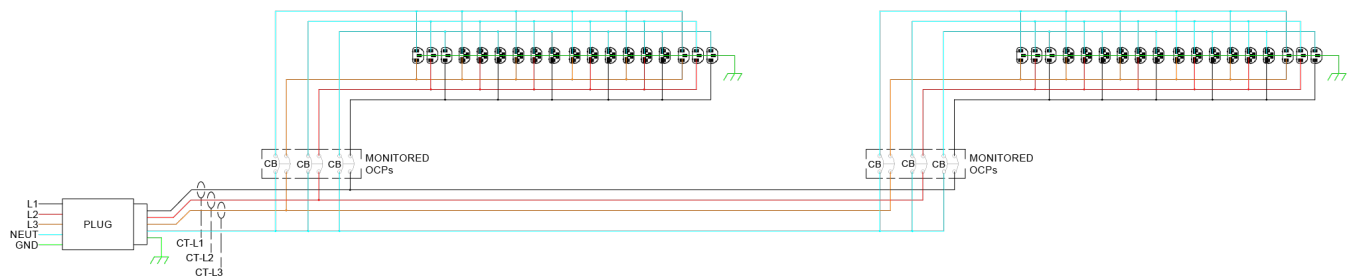 CB
CB
CB
MONITORED
OCPs
CB
CB
CB
MONITORED
OCPs
L1
L2
L3
NEUT
GND
PLUG
CT-L1
CT-L2
CT-L3